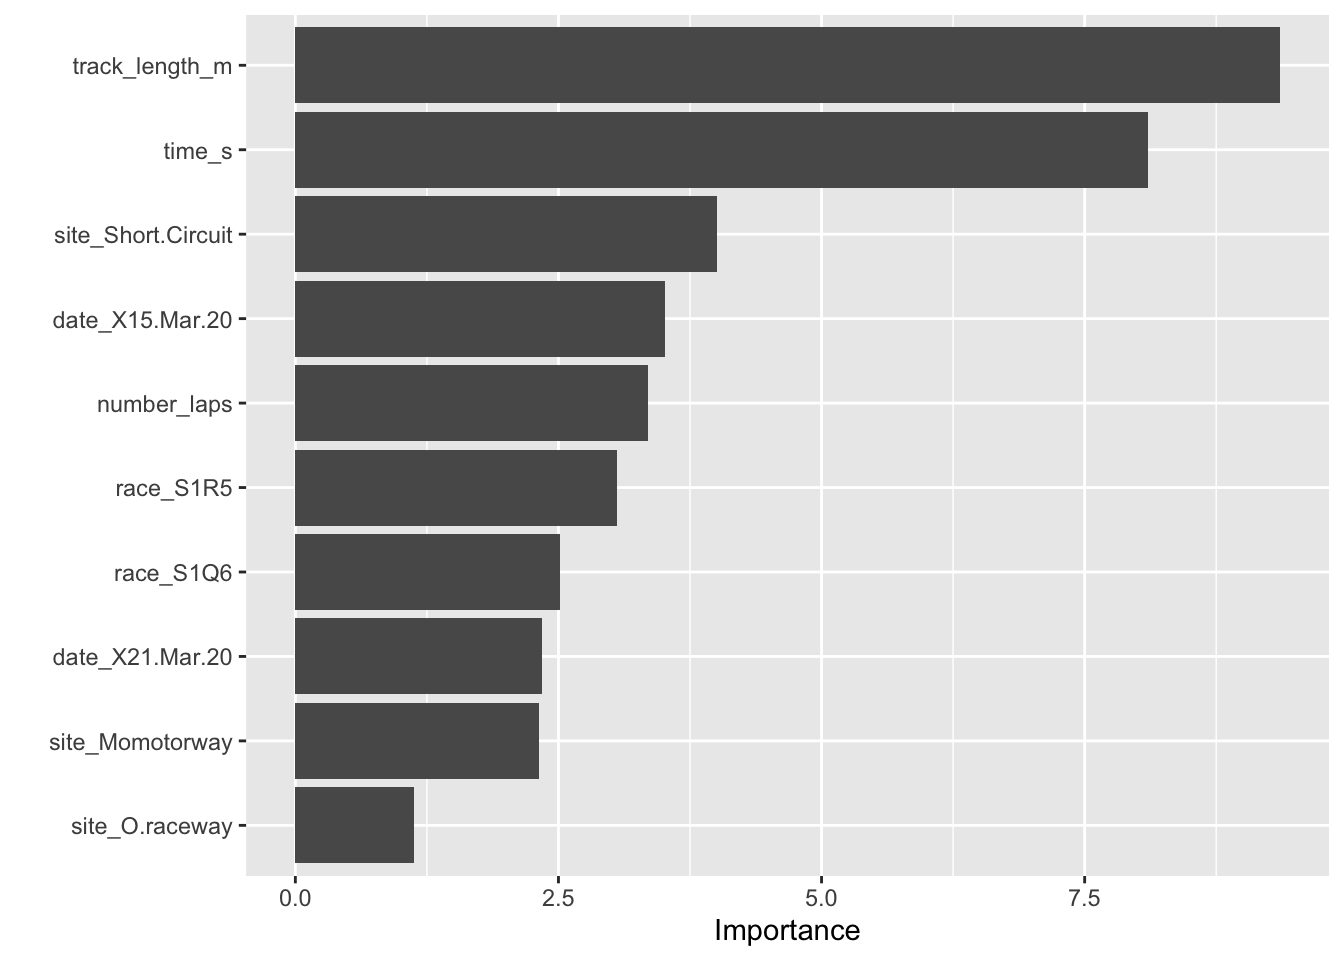 track_length_m
time_s
site_Short.Circuit
date_X15.Mar.20
number_laps
race_S1R5
race_S1Q6
date_X21.Mar.20
site_Momotorway
site_O.raceway
0.0 2.5 5.0 7.5
Importance